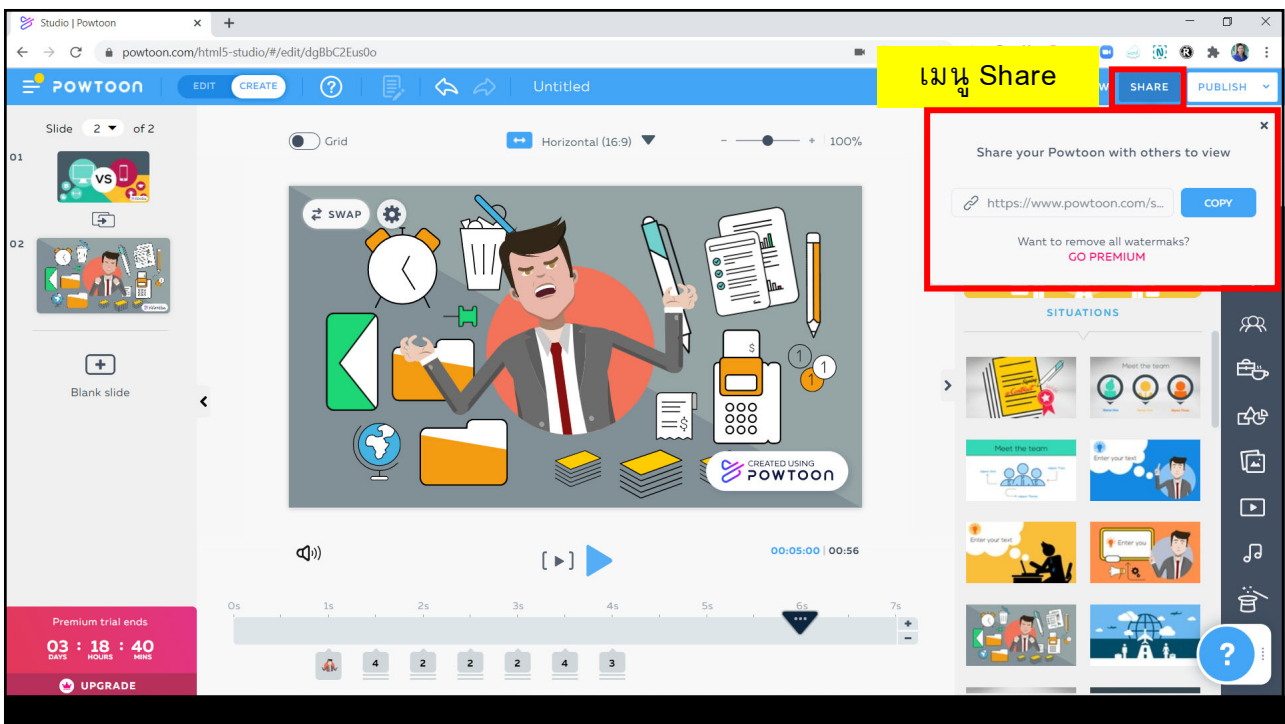 Studio | Powtoon
powtoon.com/html5-studio/#/edit/dgBbC2Eus0o
เมนู Share
POWTOON
EDIT
CREATE
?
Untitled
W
SHARE
PUBLISH
Slide 2 of 2
Grid
Horizontal (16:9)
- + 100%
Share your Powtoon with others to view
https://www.powtoon.com/s...
COPY
Want to remove all watermaks?
GO PREMIUM
01
VS
02
Blank slide
SWAP
$
1
1
1
$
CREATED USING
POWTOON
SITUATIONS
Meet the team
Meet the team
Enter your text
Enter your text
Enter you
00:05:00 | 00:56
0s 1s 2s 3s 4s 5s 6s 7s
4 2 2 2 4 3
Premium trial ends
03 : 18 : 40
DAYS HOURS MINS
UPGRADE
?